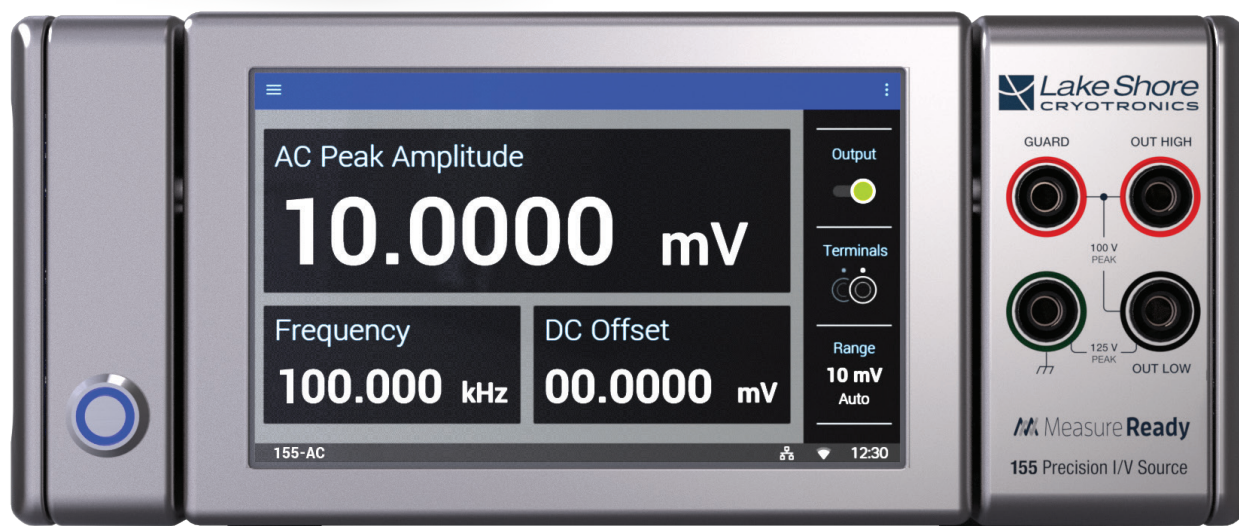 AC Peak Amplitude
10.0000 mV
Frequency
100.000 kHz
DC Offset
00.0000 mV
Output
Terminals
Range
10 mV
Auto
155-AC
12:30
Lake Shore
CRYOTRONICS
GUARD
OUT HIGH
100 V
PEAK
125 V
PEAK
OUT LOW
MeasureReady
155 Precision I/V Source